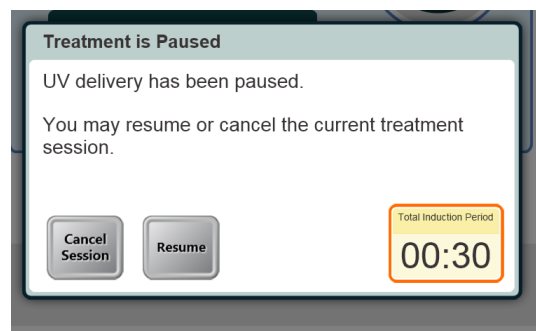 Treatment is Paused
UV delivery has been paused.
You may resume or cancel the current treatment
session.
Cancel
Session
Resume
Total Induction Period
00:30